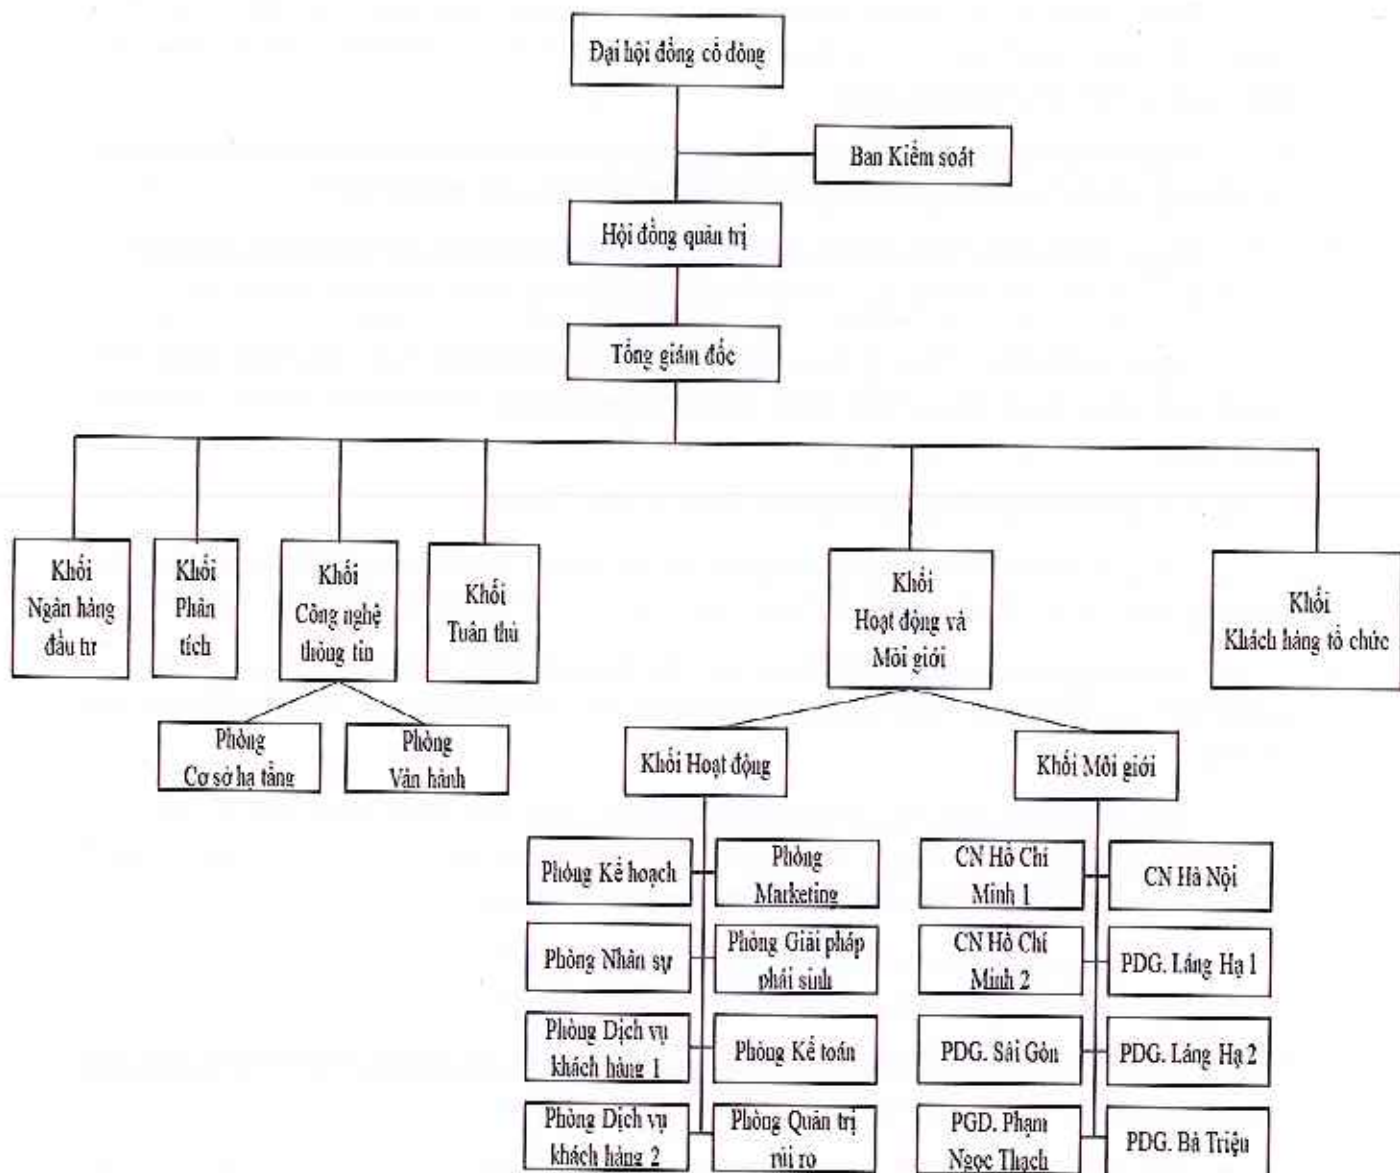 Đại hội đồng cổ đông
Ban Kiểm soát
Hội đồng quản trị
Tổng giám đốc
Khối
Ngân hàng
đầu tư
Khối
Phân
tích
Khối
Công nghệ
thông tin
Khối
Tuân thủ
Khối
Hoạt động và
Môi giới
Khối
Khách hàng tổ chức
Phòng
Cơ sở hạ tầng
Phòng
Vận hành
Khối Hoạt động
Khối Môi giới
Phòng Kế hoạch
Phòng
Marketing
CN Hồ Chí
Minh 1
CN Hà Nội
Phòng Nhân sự
Phòng Giải pháp
phái sinh
CN Hồ Chí
Minh 2
PDG. Láng Hạ 1
Phòng Dịch vụ
khách hàng 1
Phòng Kế toán
PDG. Sài Gòn
PDG. Láng Hạ 2
Phòng Dịch vụ
khách hàng 2
Phòng Quản trị
rủi ro
PGD. Phạm
Ngọc Thạch
PDG. Bà Triệu